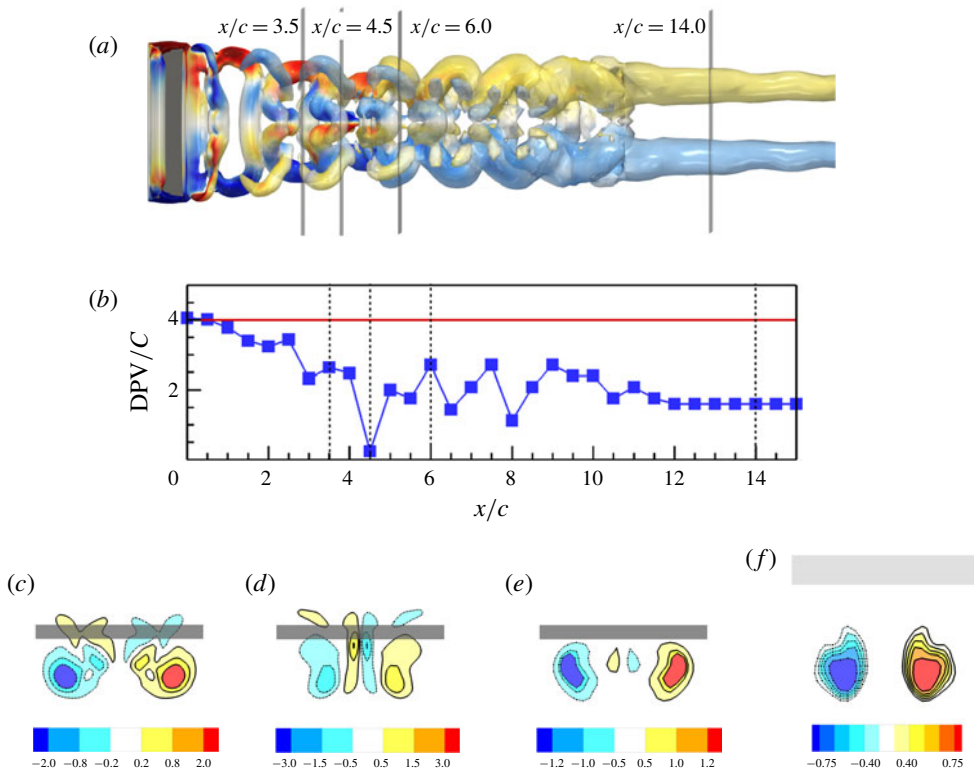 x/c = 3.5 x/c = 4.5 x/c = 6.0 x/c = 14.0
(a)
(b)
DPV/C
4
2
0 2 4 6 8 10 12 14
x/c
(c) (d) (e) (f)
−2.0 −0.8 −0.2 0.2 0.8 2.0
−3.0 −1.5 −0.5 0.5 1.5 3.0
−1.2 −1.0 −0.5 0.5 1.0 1.2
−0.75 −0.40 0.40 0.75